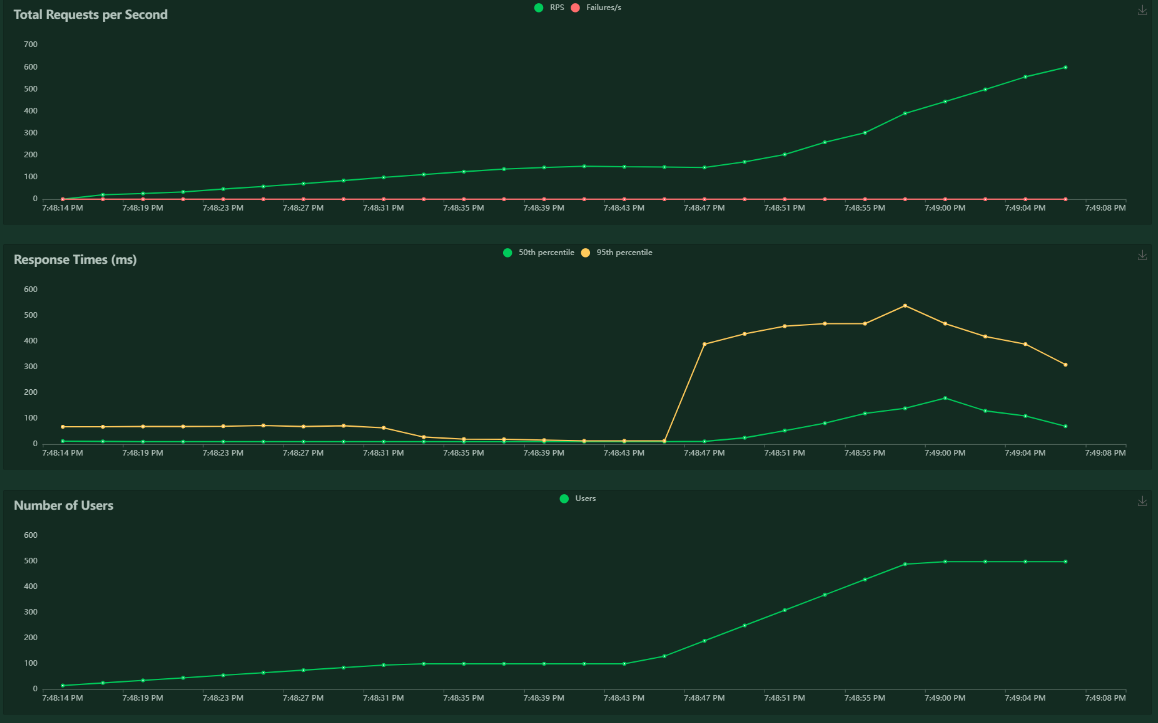 Total Requests per Second
RPS Failures/s
700
600
500
400
300
200
100
0
7:48:14 PM 7:48:19 PM 7:48:23 PM 7:48:27 PM 7:48:31 PM 7:48:35 PM 7:48:39 PM 7:48:43 PM 7:48:47 PM 7:48:51 PM 7:48:55 PM 7:49:00 PM 7:49:04 PM 7:49:08 PM
Response Times (ms)
50th percentile 95th percentile
600
500
400
300
200
100
0
7:48:14 PM 7:48:19 PM 7:48:23 PM 7:48:27 PM 7:48:31 PM 7:48:35 PM 7:48:39 PM 7:48:43 PM 7:48:47 PM 7:48:51 PM 7:48:55 PM 7:49:00 PM 7:49:04 PM 7:49:08 PM
Number of Users
Users
600
500
400
300
200
100
0
7:48:14 PM 7:48:19 PM 7:48:23 PM 7:48:27 PM 7:48:31 PM 7:48:35 PM 7:48:39 PM 7:48:43 PM 7:48:47 PM 7:48:51 PM 7:48:55 PM 7:49:00 PM 7:49:04 PM 7:49:08 PM